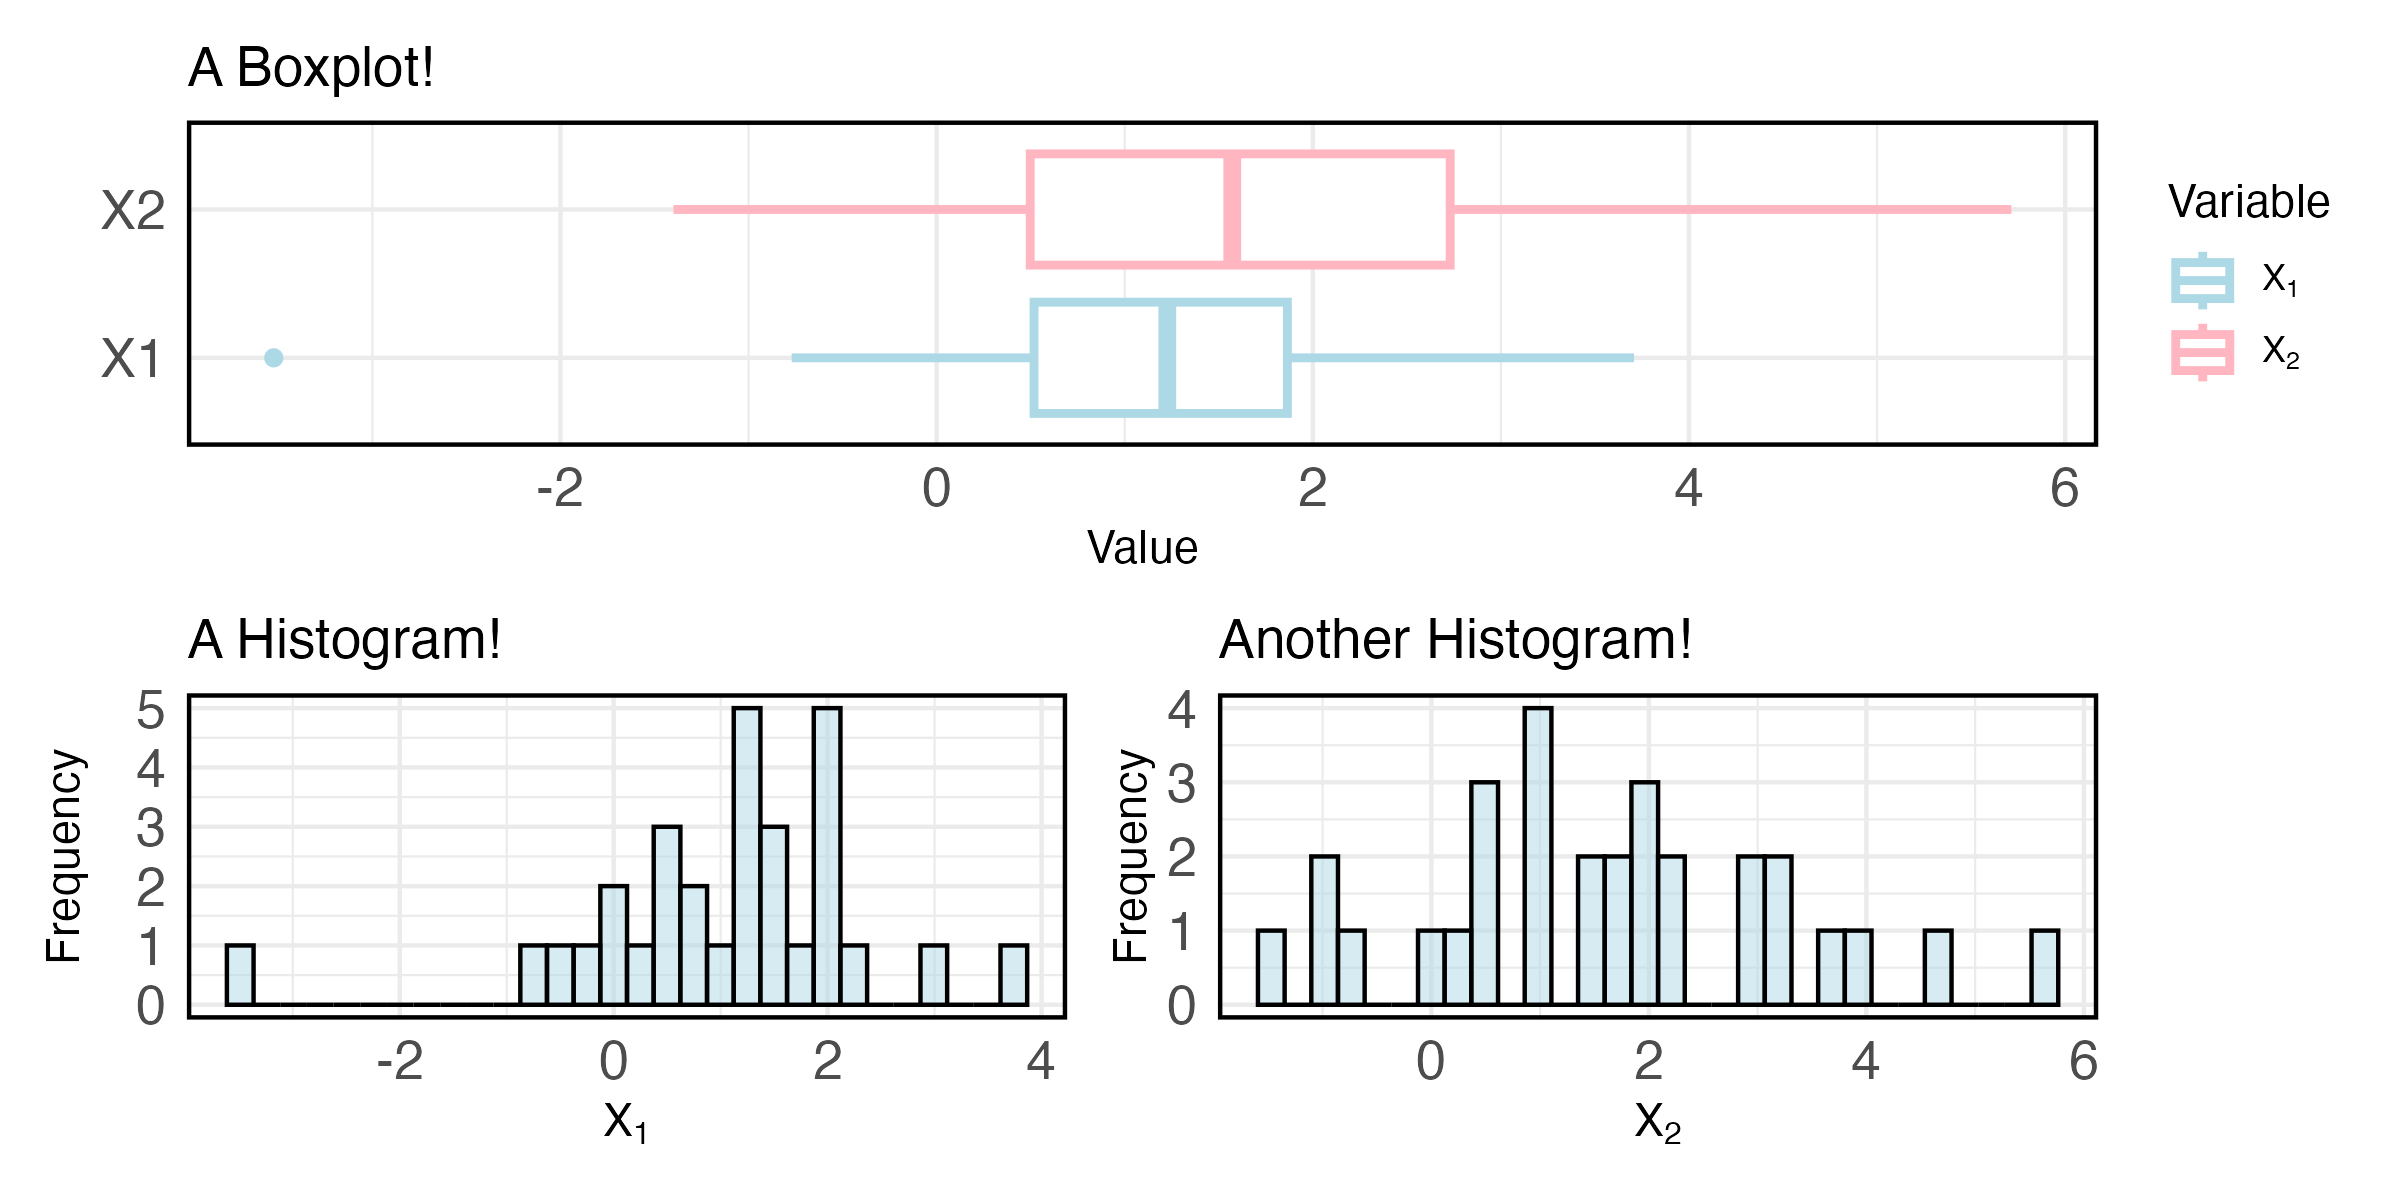 A Boxplot!
X2
X1
-2 0 2 4 6
Value
Variable
X₁
X₂
A Histogram!
5
4
3
2
1
0
Frequency
-2 0 2 4
X₁
Another Histogram!
4
3
2
1
0
Frequency
0 2 4 6
X₂